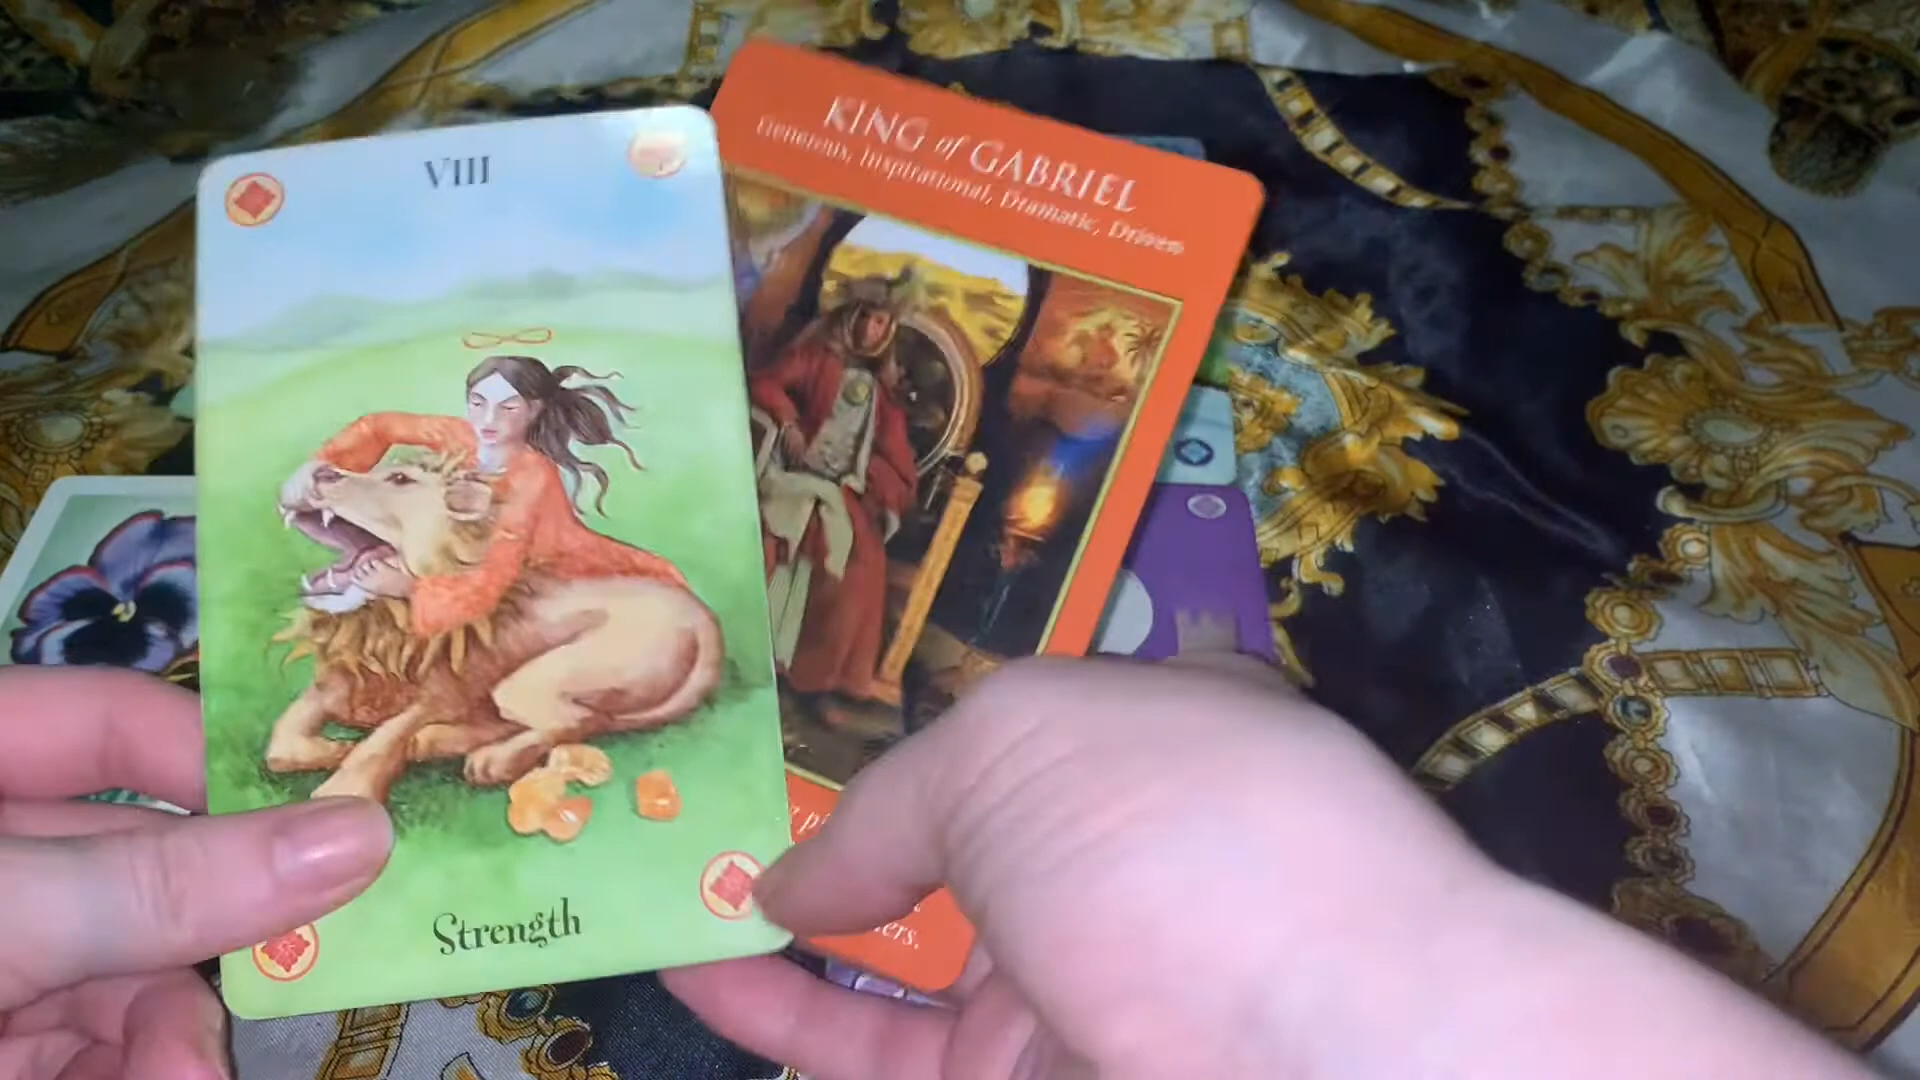 VIII
Strength
KING of GABRIEL
Generous, Inspirational, Dramatic, Driven